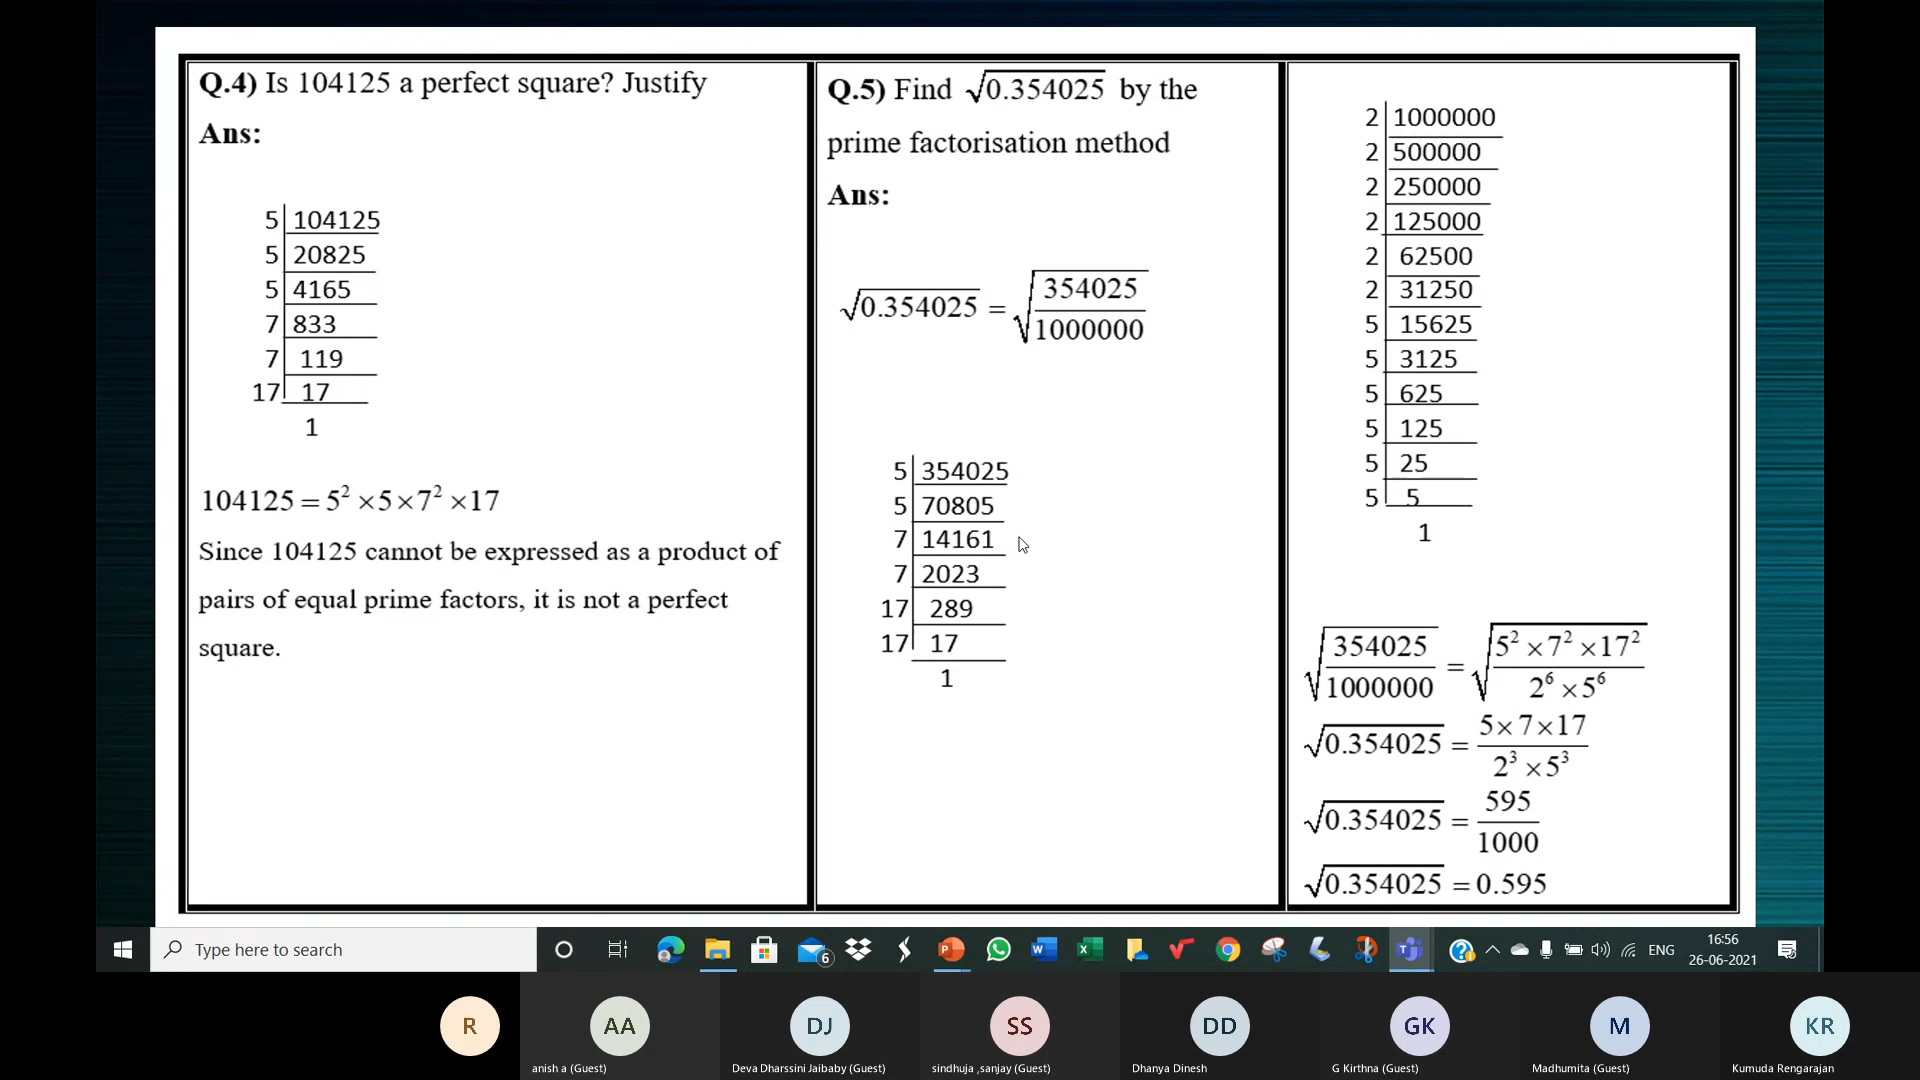 Q.4) Is 104125 a perfect square? Justify
Ans:
5 104125
5 20825
5 4165
7 833
7 119
17 17
1
104125 = 5² × 5 × 7² × 17
Since 104125 cannot be expressed as a product of
pairs of equal prime factors, it is not a perfect
square.
Q.5) Find √0.354025 by the
prime factorisation method
Ans:
√0.354025 = √(354025/1000000)
5 354025
5 70805
7 14161
7 2023
17 289
17 17
1
2 1000000
2 500000
2 250000
2 125000
2 62500
2 31250
5 15625
5 3125
5 625
5 125
5 25
5 5
1
√(354025/1000000) = √((5² × 7² × 17²)/(2⁶ × 5⁶))
√0.354025 = (5 × 7 × 17)/(2³ × 5³)
√0.354025 = 595/1000
√0.354025 = 0.595
Type here to search
6
ENG
16:56
26-06-2021
R
AA
DJ
SS
DD
GK
M
KR
anish a (Guest)
Deva Dharssini Jaibaby (Guest)
sindhuja ,sanjay (Guest)
Dhanya Dinesh
G Kirthna (Guest)
Madhumita (Guest)
Kumuda Rengarajan